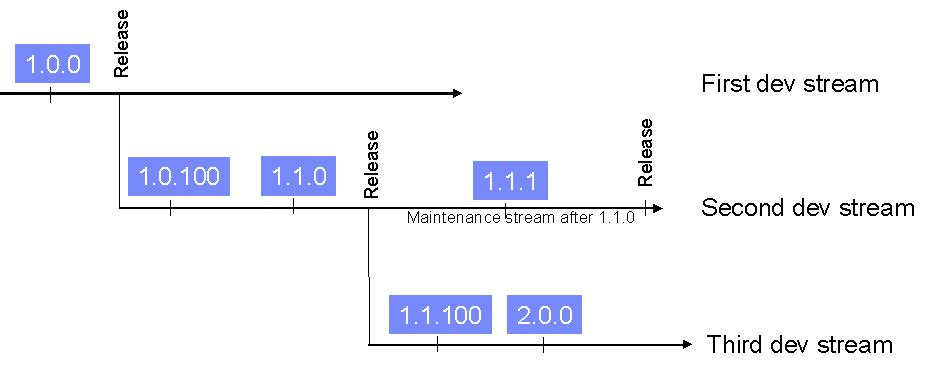 1.0.0
Release
First dev stream
1.0.100
1.1.0
Release
1.1.1
Release
Maintenance stream after 1.1.0
Second dev stream
1.1.100
2.0.0
Third dev stream